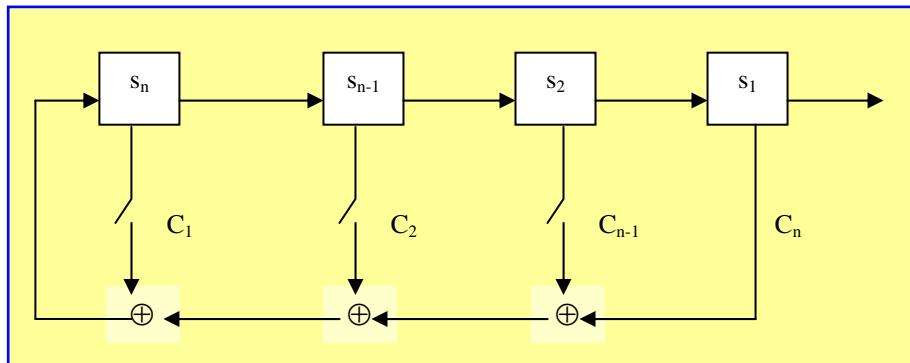 sₙ sₙ₋₁ s₂ s₁
C₁ C₂ Cₙ₋₁ Cₙ
⊕ ⊕ ⊕